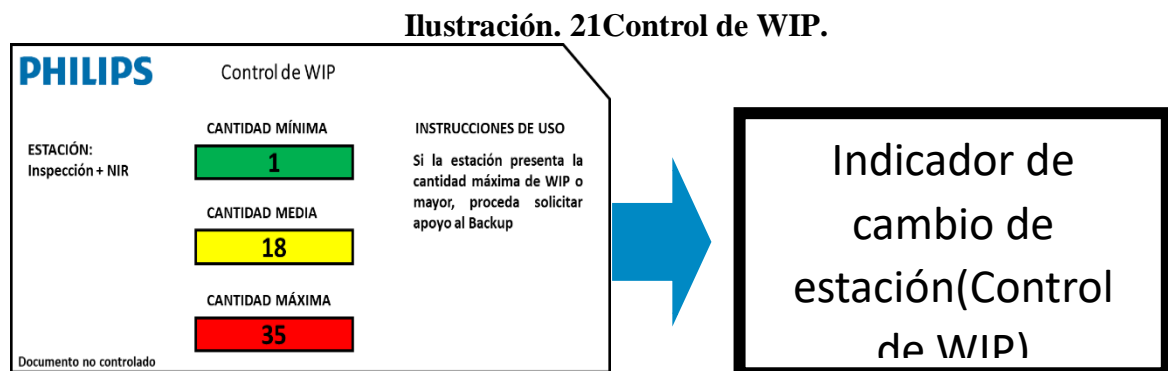 Ilustración. 21Control de WIP.
PHILIPS
Control de WIP
ESTACIÓN:
Inspección + NIR
CANTIDAD MÍNIMA
1
CANTIDAD MEDIA
18
CANTIDAD MÁXIMA
35
INSTRUCCIONES DE USO
Si la estación presenta la
cantidad máxima de WIP o
mayor, proceda solicitar
apoyo al Backup
Documento no controlado
Indicador de
cambio de
estación(Control
de WIP)